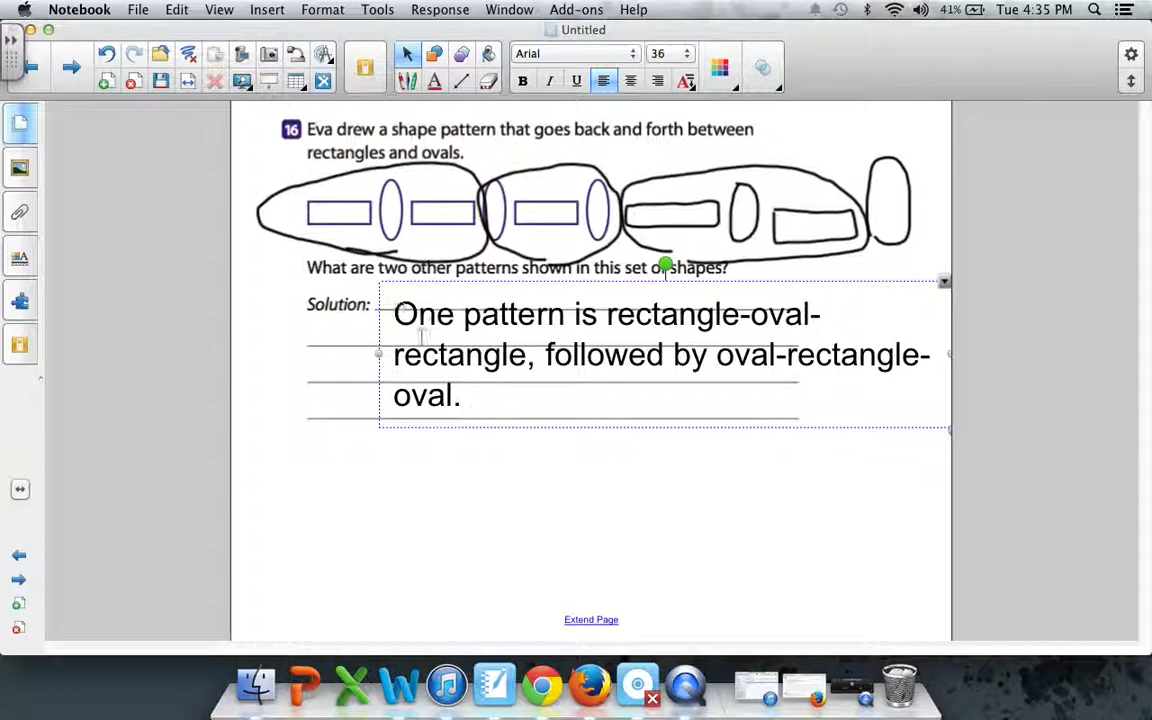 Notebook File Edit View Insert Format Tools Response Window Add-ons Help 41% Tue 4:35 PM
Untitled
Arial 36
B I U A
16 Eva drew a shape pattern that goes back and forth between
rectangles and ovals.
What are two other patterns shown in this set of shapes?
Solution:
One pattern is rectangle-oval-
rectangle, followed by oval-rectangle-
oval.
Extend Page